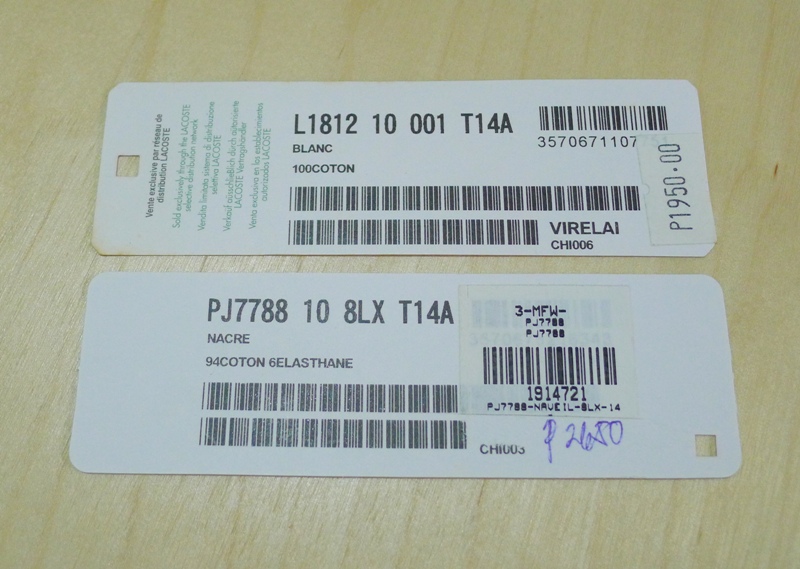 Vente exclusive par réseau de
distribution LACOSTE
Sold exclusively through the LACOSTE
selective distribution network
Vendita limitata sistema di distribuzione
selettiva LACOSTE
Verkauf ausschließlich durch autorisierte
LACOSTE Vertragshändler
Venta exclusiva en los establecimientos
autorizados LACOSTE
L1812 10 001 T14A
BLANC
100COTON
3570671107
P1950.00
VIRELAI
CHI006
PJ7788 10 8LX T14A
NACRE
94COTON 6ELASTHANE
3-MFW-
PJ7788
PJ7788
1914721
PJ7788-NAVEIL-8LX-14
CHI003
₱2650